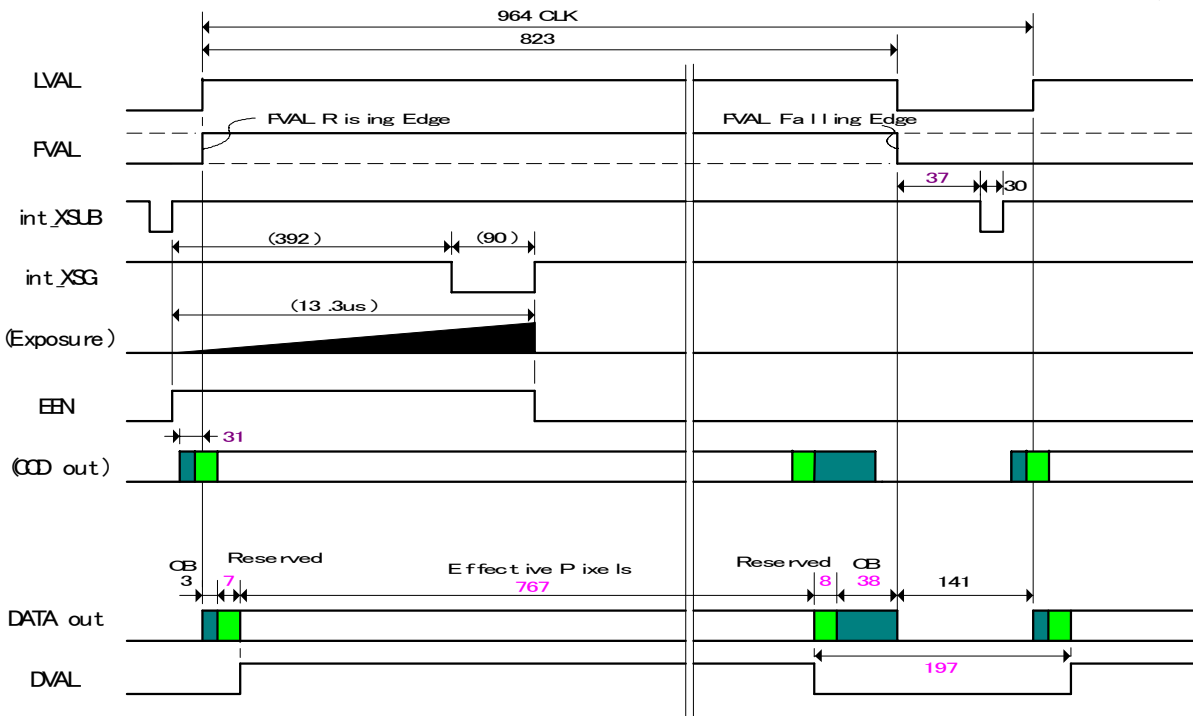 964 CLK
823
LVAL
FVAL Rising Edge
FVAL Falling Edge
FVAL
37
30
int_XSUB
(392)
(90)
int_XSG
(13.3us)
(Exposure)
EEN
31
(CCD out)
OB
Reserved
Effective Pixels
Reserved
OB
3
7
767
8
38
141
DATA out
197
DVAL